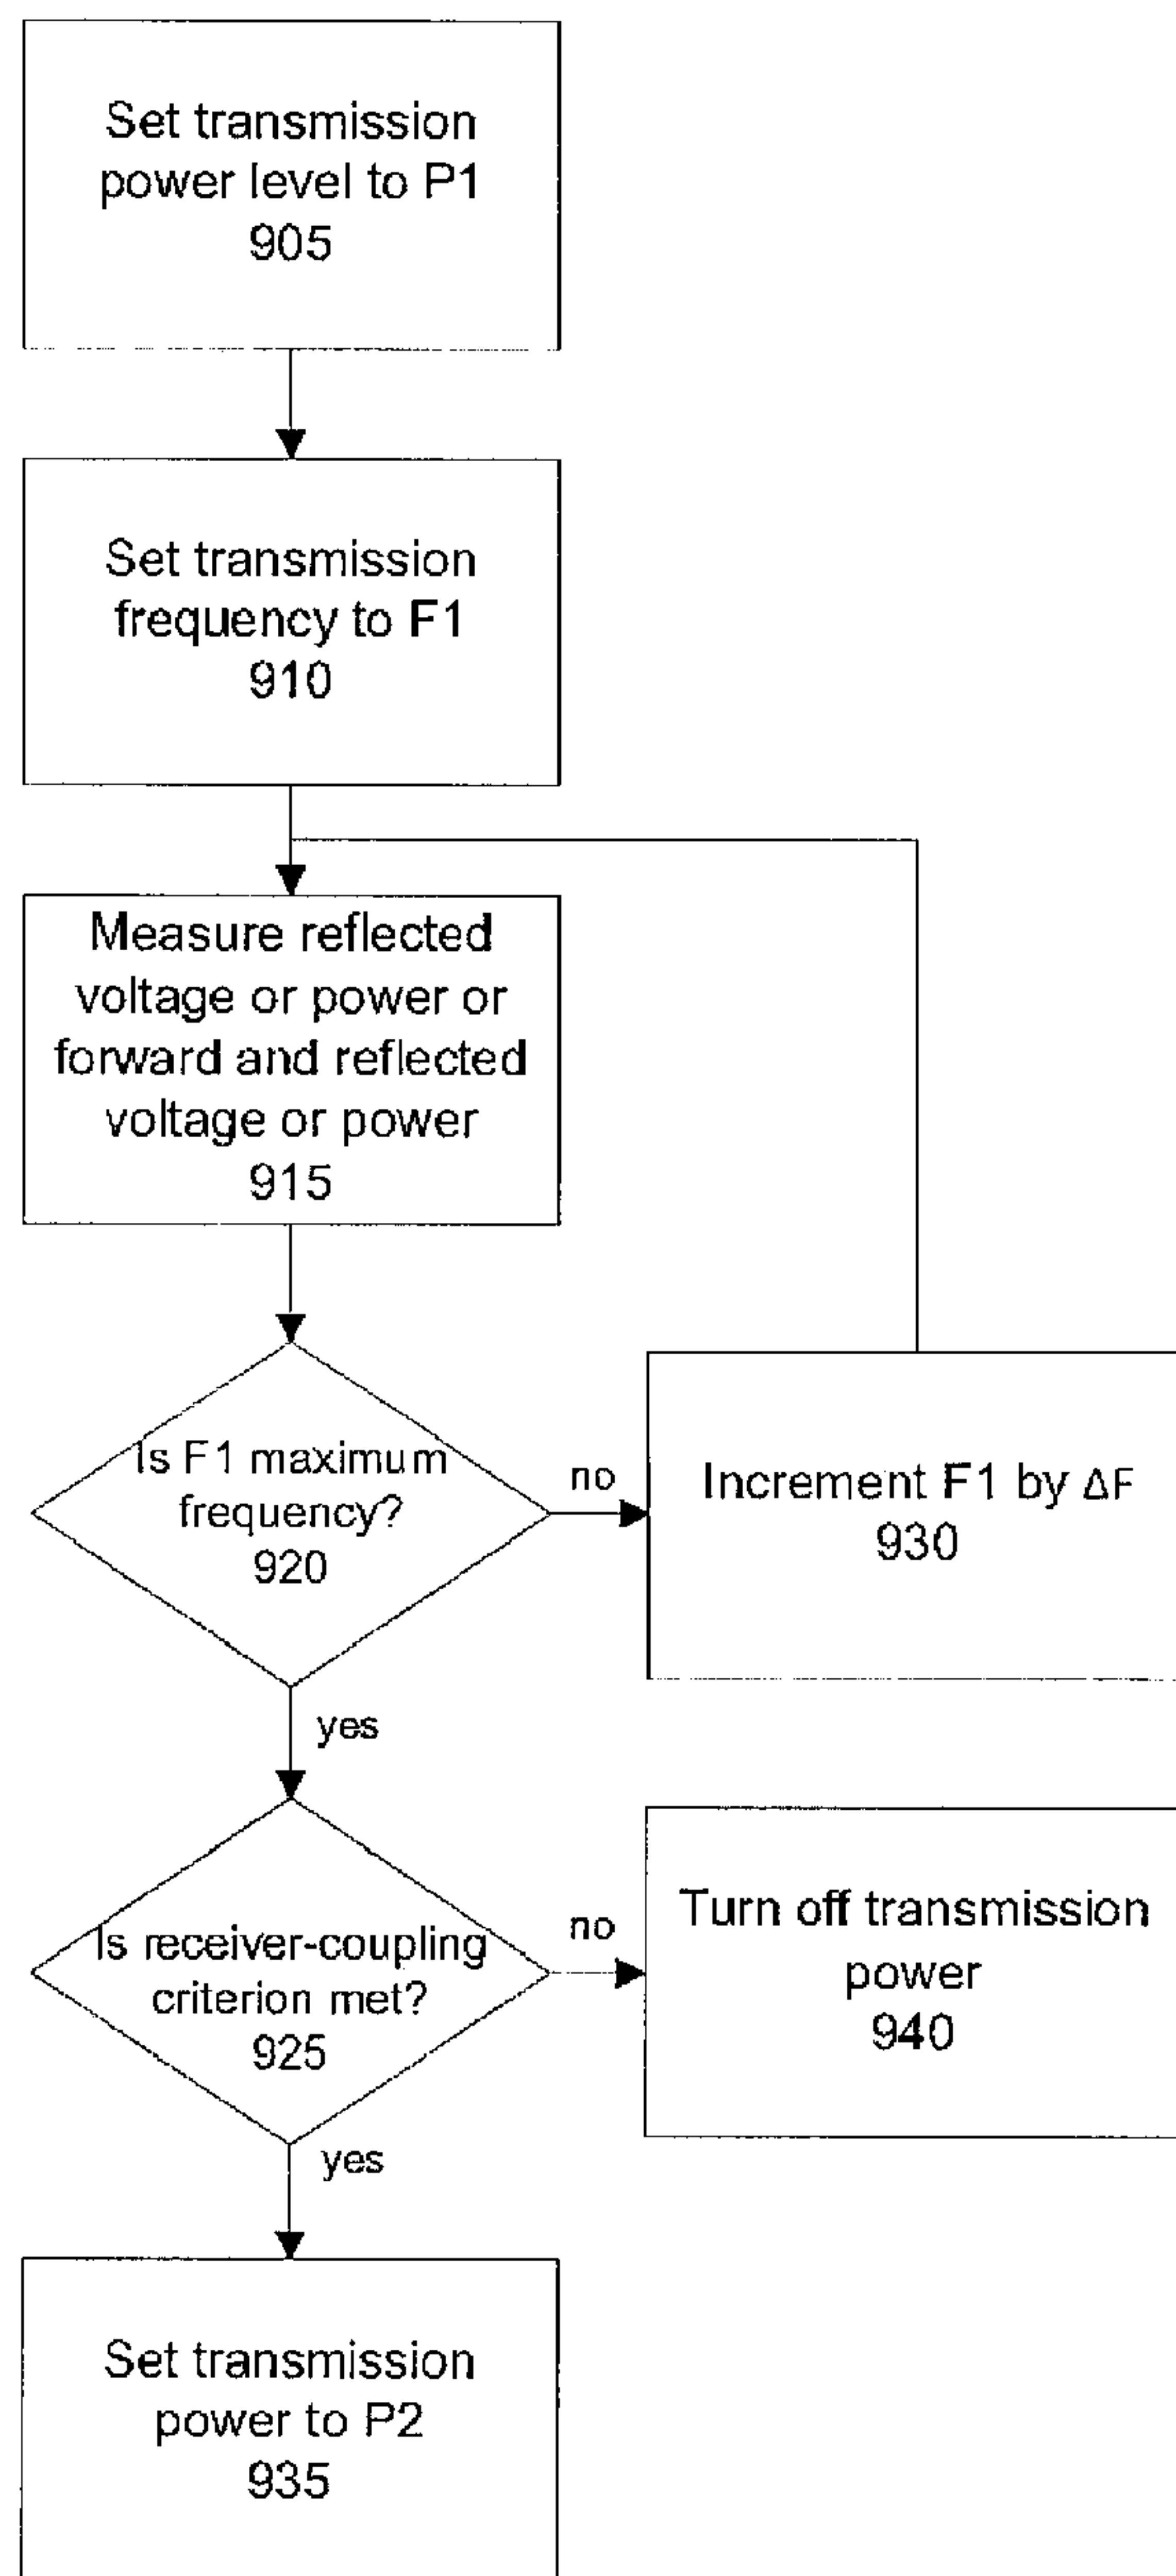 Set transmission
power level to P1
905
Set transmission
frequency to F1
910
Measure reflected
voltage or power or
forward and reflected
voltage or power
915
Is F1 maximum
frequency?
920
no
Increment F1 by ΔF
930
yes
Is receiver-coupling
criterion met?
925
no
Turn off transmission
power
940
yes
Set transmission
power to P2
935